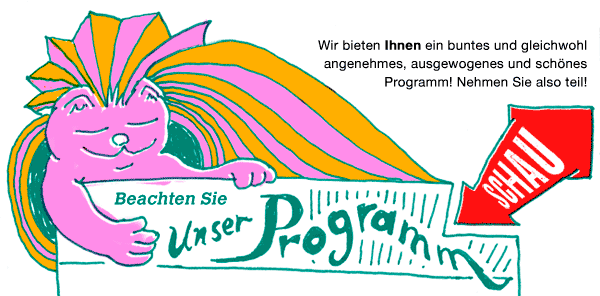 Wir bieten Ihnen ein buntes und gleichwohl
angenehmes, ausgewogenes und schönes
Programm! Nehmen Sie also teil!
SCHAU
Beachten Sie
Unser Programm